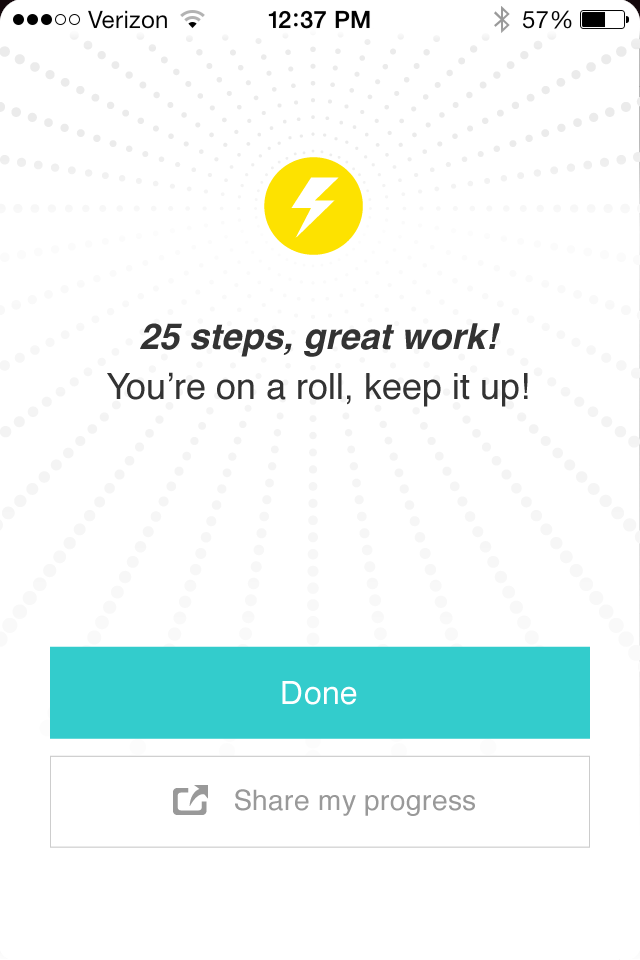 Verizon 12:37 PM 57%
25 steps, great work!
You’re on a roll, keep it up!
Done
Share my progress